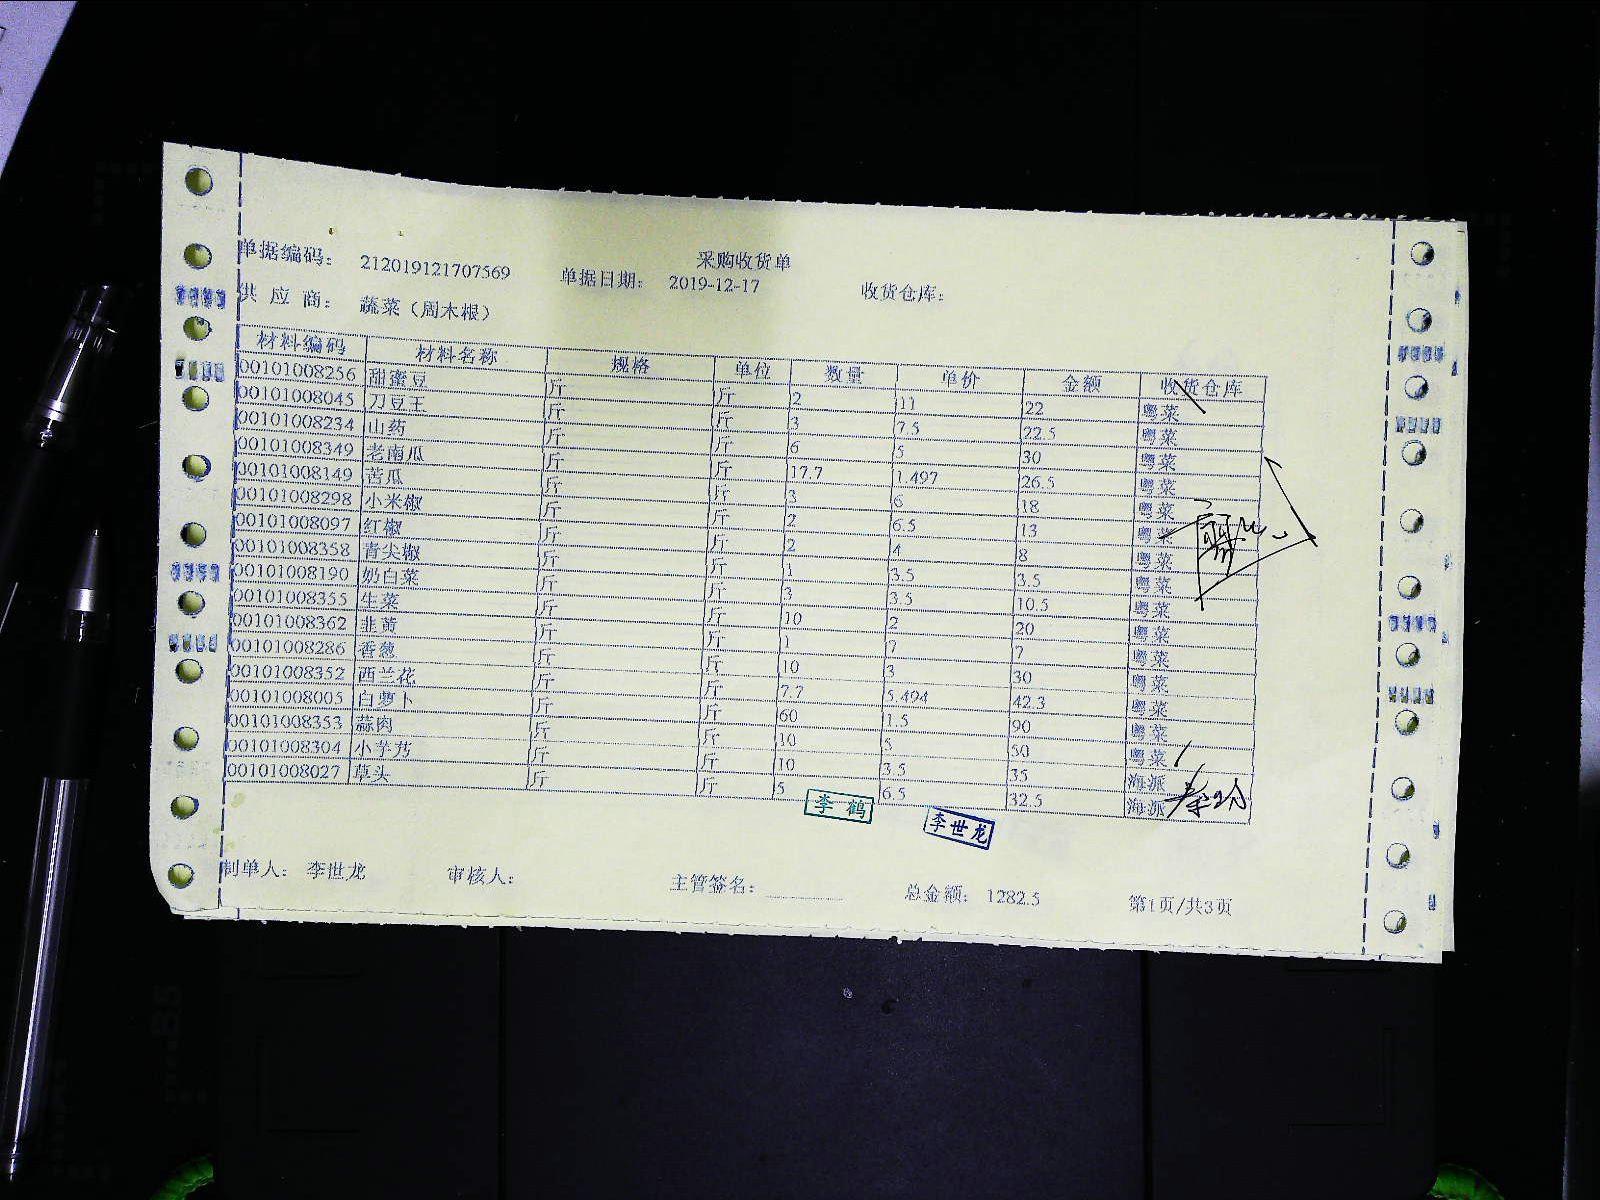 采购收货单
单据编码： 212019121707569 单据日期： 2019-12-17 收货仓库：
供 应 商： 蔬菜（周木根）
材料编码 材料名称 规格 单位 数量 单价 金额 收货仓库
00101008256 甜蜜豆 斤 斤 2 11 22 粤菜
00101008045 刀豆王 斤 斤 3 7.5 22.5 粤菜
00101008234 山药 斤 斤 6 5 30 粤菜
00101008349 老南瓜 斤 斤 17.7 1.497 26.5 粤菜
00101008149 苦瓜 斤 斤 3 6 18 粤菜
00101008298 小米椒 斤 斤 2 6.5 13 粤菜
00101008097 红椒 斤 斤 2 4 8 粤菜
00101008358 青尖椒 斤 斤 1 3.5 3.5 粤菜
00101008190 奶白菜 斤 斤 3 3.5 10.5 粤菜
00101008355 生菜 斤 斤 10 2 20 粤菜
00101008362 韭黄 斤 斤 1 7 7 粤菜
00101008286 香葱 斤 斤 10 3 30 粤菜
00101008352 西兰花 斤 斤 7.7 5.494 42.3 粤菜
00101008005 白萝卜 斤 斤 60 1.5 90 粤菜
00101008353 蒜肉 斤 斤 10 5 50 粤菜
00101008304 小芋艿 斤 斤 10 3.5 35 海派
00101008027 草头 斤 斤 5 6.5 32.5 海派
李鹤 李世龙
制单人： 李世龙 审核人： 主管签名： 总金额： 1282.5 第1页/共3页